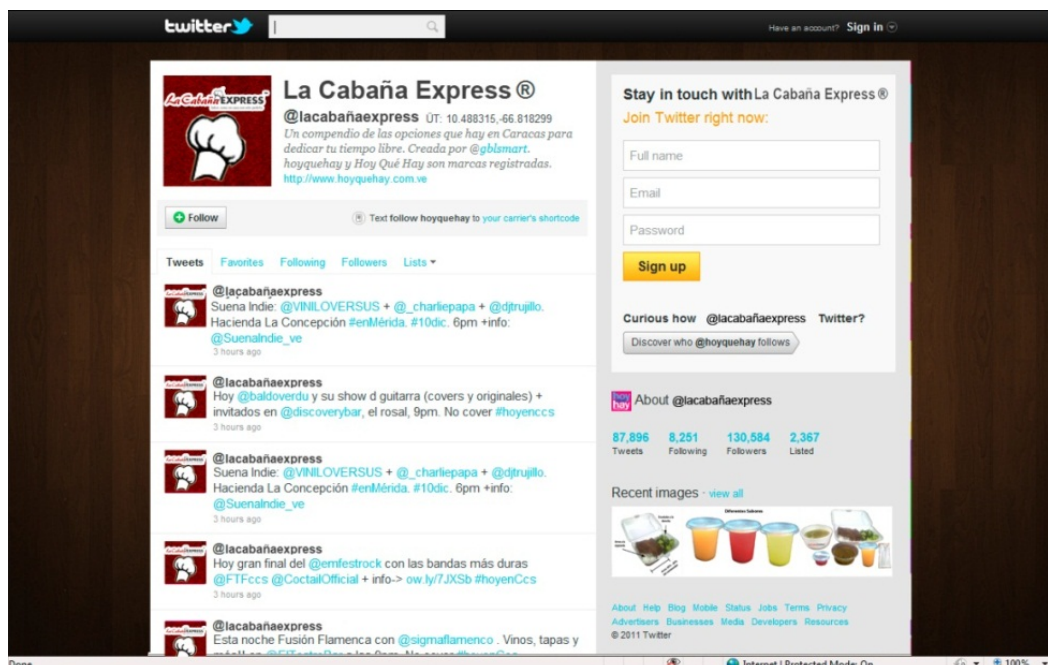 twitter
Have an account? Sign in
La Cabaña EXPRESS
La Cabaña Express ®
@lacabañaexpress ÜT: 10.488315,-66.818299
Un compendio de las opciones que hay en Caracas para
dedicar tu tiempo libre. Creada por @gblsmart.
hoyquehay y Hoy Qué Hay son marcas registradas.
http://www.hoyquehay.com.ve
Follow
Text follow hoyquehay to your carrier's shortcode
Tweets Favorites Following Followers Lists
@lacabañaexpress
Suena Indie: @VINILOVERSUS + @_charliepapa + @djtrujillo.
Hacienda La Concepción #enMérida. #10dic. 6pm +info:
@SuenaIndie_ve
3 hours ago
@lacabañaexpress
Hoy @baldoverdu y su show d guitarra (covers y originales) +
invitados en @discoverybar, el rosal, 9pm. No cover #hoyenccs
3 hours ago
@lacabañaexpress
Suena Indie: @VINILOVERSUS + @_charliepapa + @djtrujillo.
Hacienda La Concepción #enMérida. #10dic. 6pm +info:
@SuenaIndie_ve
3 hours ago
@lacabañaexpress
Hoy gran final del @emfestrock con las bandas más duras
@FTFccs @CoctailOfficial + info-> ow.ly/7JXSb #hoyenCcs
3 hours ago
@lacabañaexpress
Esta noche Fusión Flamenca con @sigmaflamenco . Vinos, tapas y
Stay in touch with La Cabaña Express ®
Join Twitter right now:
Full name
Email
Password
Sign up
Curious how @lacabañaexpress Twitter?
Discover who @hoyquehay follows
hoy
hay
About @lacabañaexpress
87,896 8,251 130,584 2,367
Tweets Following Followers Listed
Recent images · view all
Diferentes Sabores
About Help Blog Mobile Status Jobs Terms Privacy
Advertisers Businesses Media Developers Resources
© 2011 Twitter
Done
Internet | Protected Mode: On
100%